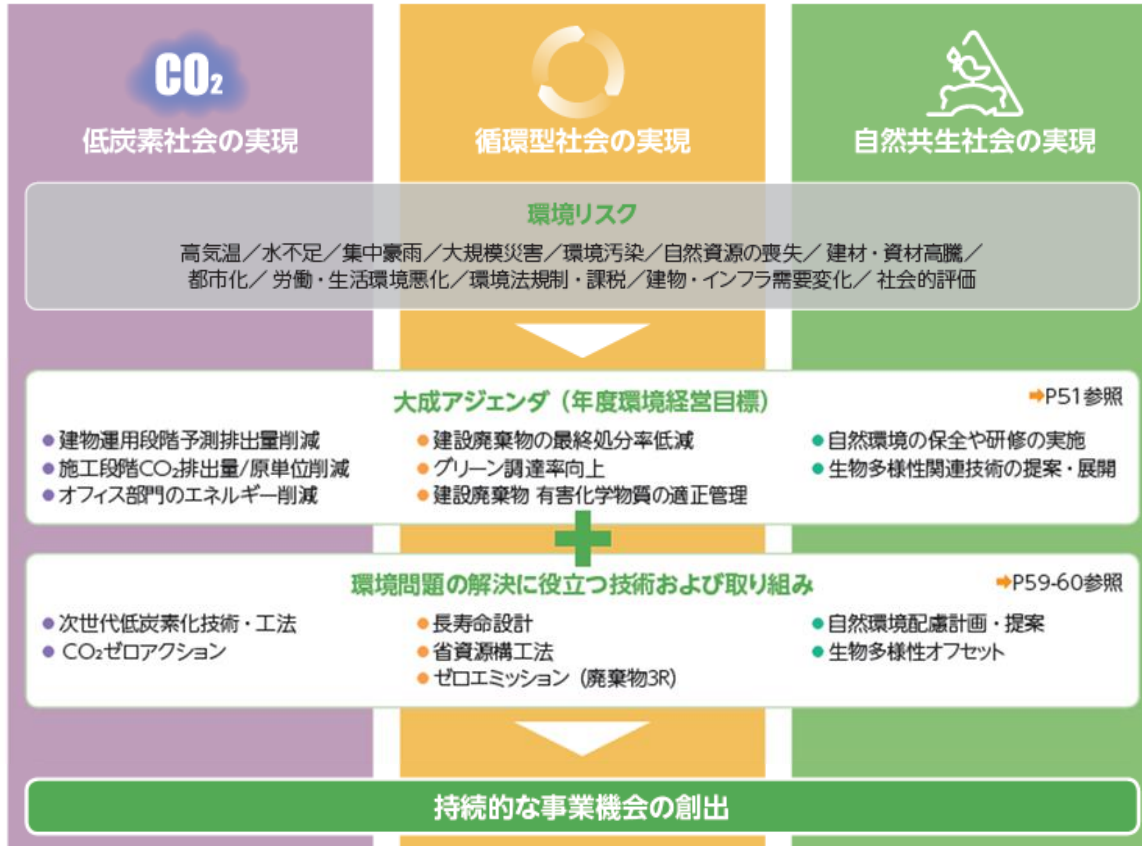 CO₂
低炭素社会の実現
循環型社会の実現
自然共生社会の実現
環境リスク
高気温／水不足／集中豪雨／大規模災害／環境汚染／自然資源の喪失／ 建材・資材高騰／
都市化／ 労働・生活環境悪化／環境法規制・課税／建物・インフラ需要変化／ 社会的評価
大成アジェンダ（年度環境経営目標）
➡P51参照
●建物運用段階予測排出量削減
●施工段階CO₂排出量/原単位削減
●オフィス部門のエネルギー削減
●建設廃棄物の最終処分率低減
●グリーン調達率向上
●建設廃棄物 有害化学物質の適正管理
●自然環境の保全や研修の実施
●生物多様性関連技術の提案・展開
環境問題の解決に役立つ技術および取り組み
➡P59-60参照
●次世代低炭素化技術・工法
●CO₂ゼロアクション
●長寿命設計
●省資源構工法
●ゼロエミッション（廃棄物3R）
●自然環境配慮計画・提案
●生物多様性オフセット
持続的な事業機会の創出